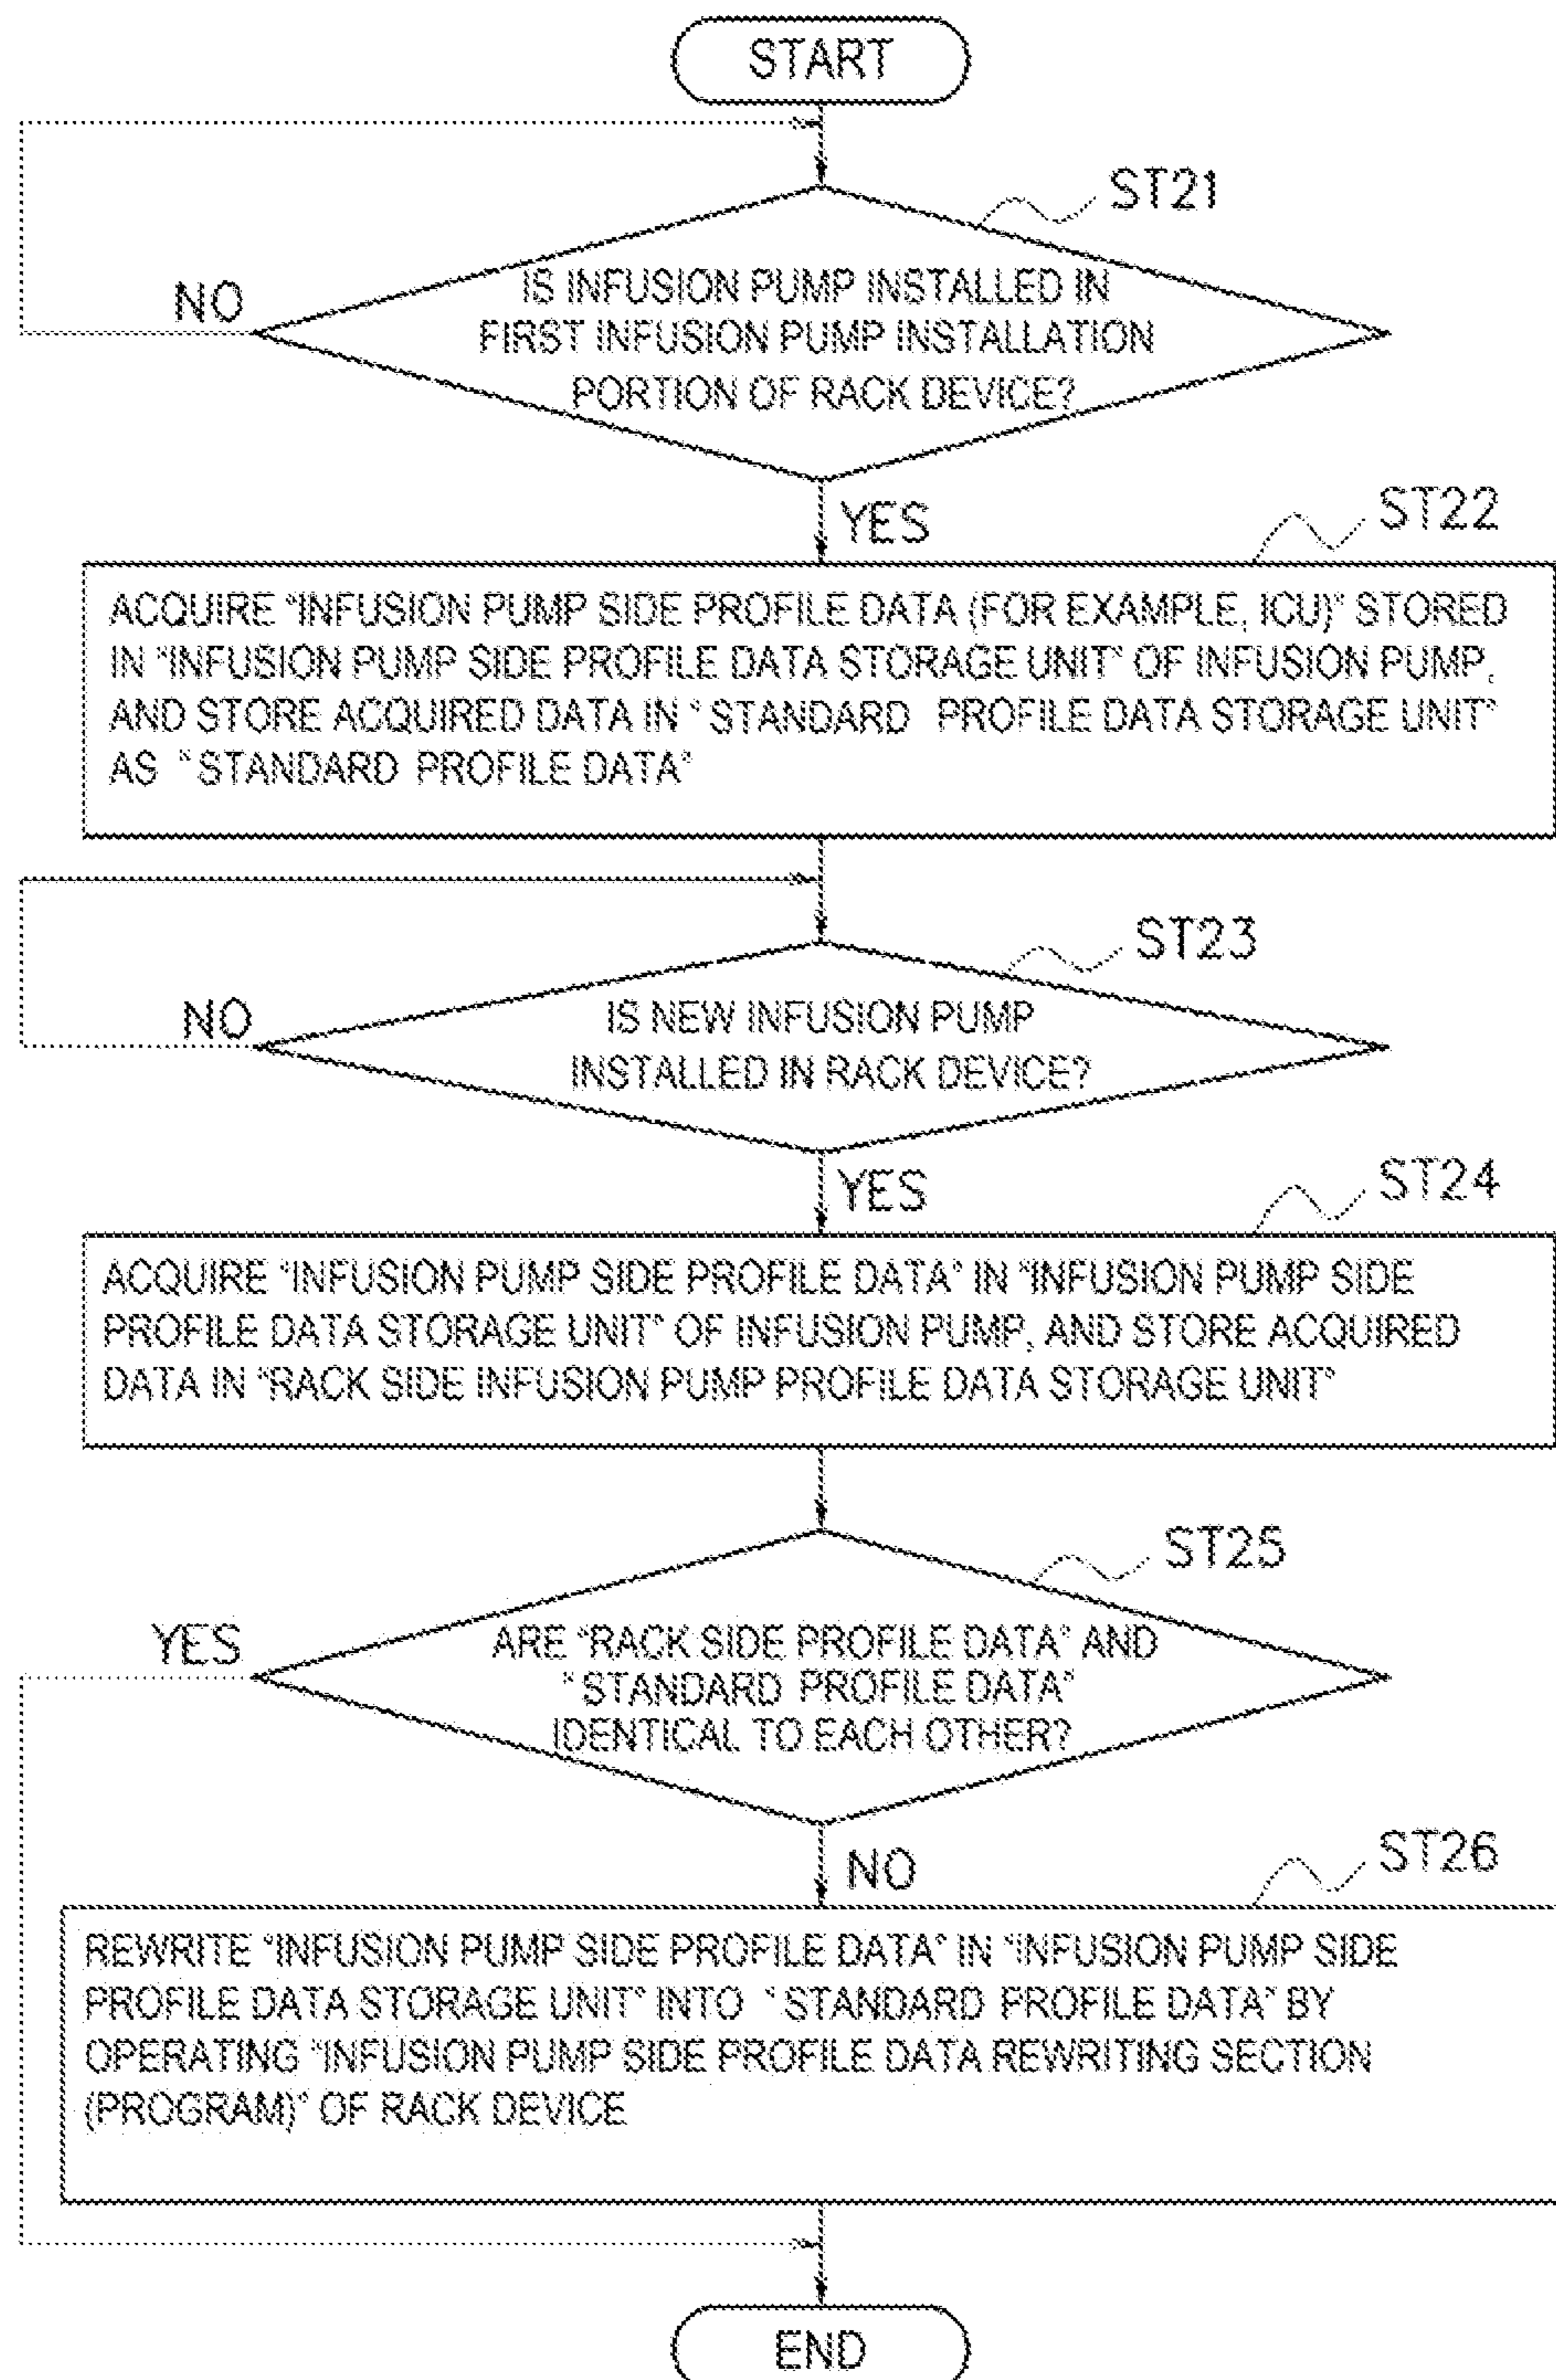 START
ST21
IS INFUSION PUMP INSTALLED IN
FIRST INFUSION PUMP INSTALLATION
PORTION OF RACK DEVICE?
NO
YES
ST22
ACQUIRE "INFUSION PUMP SIDE PROFILE DATA (FOR EXAMPLE, ICU)" STORED
IN "INFUSION PUMP SIDE PROFILE DATA STORAGE UNIT" OF INFUSION PUMP,
AND STORE ACQUIRED DATA IN "STANDARD PROFILE DATA STORAGE UNIT"
AS "STANDARD PROFILE DATA"
ST23
NO
IS NEW INFUSION PUMP
INSTALLED IN RACK DEVICE?
YES
ST24
ACQUIRE "INFUSION PUMP SIDE PROFILE DATA" IN "INFUSION PUMP SIDE
PROFILE DATA STORAGE UNIT" OF INFUSION PUMP, AND STORE ACQUIRED
DATA IN "RACK SIDE INFUSION PUMP PROFILE DATA STORAGE UNIT"
ST25
YES
ARE "RACK SIDE PROFILE DATA" AND
"STANDARD PROFILE DATA"
IDENTICAL TO EACH OTHER?
NO
ST26
REWRITE "INFUSION PUMP SIDE PROFILE DATA" IN "INFUSION PUMP SIDE
PROFILE DATA STORAGE UNIT" INTO "STANDARD PROFILE DATA" BY
OPERATING "INFUSION PUMP SIDE PROFILE DATA REWRITING SECTION
(PROGRAM)" OF RACK DEVICE
END